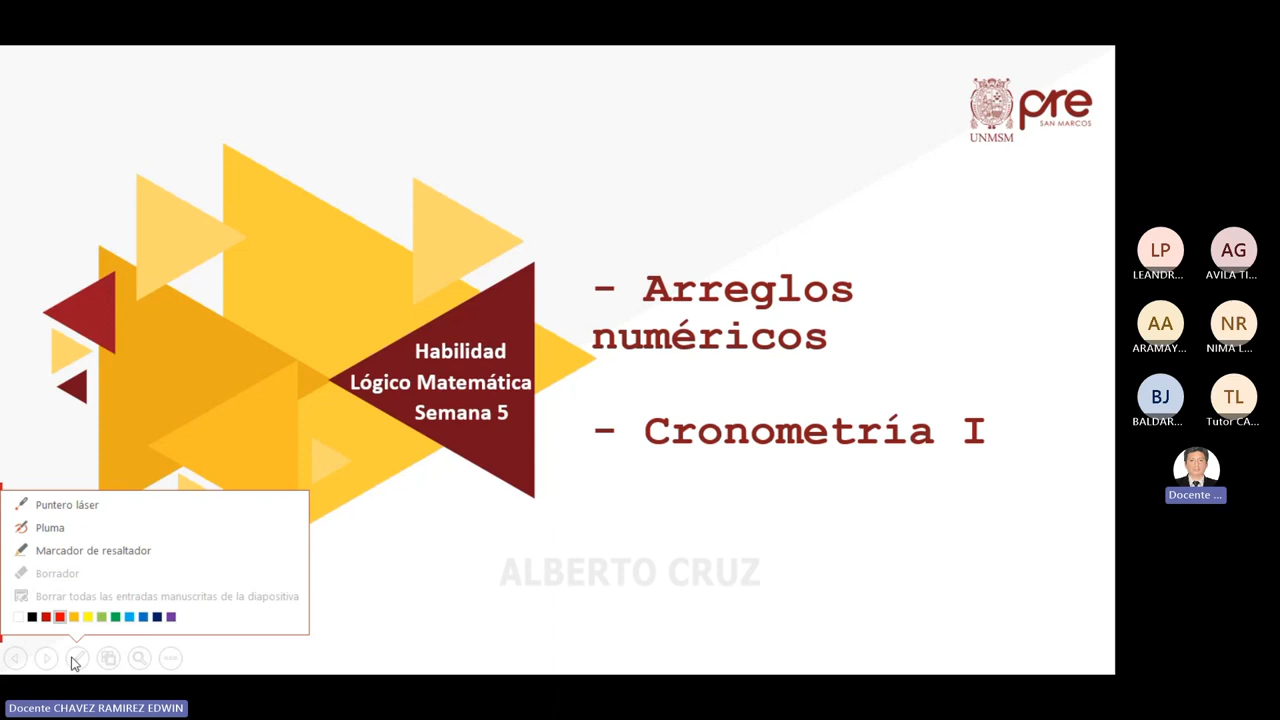 pre
SAN MARCOS
UNMSM
- Arreglos
numéricos
- Cronometría I
Habilidad
Lógico Matemática
Semana 5
ALBERTO CRUZ
Puntero láser
Pluma
Marcador de resaltador
Borrador
Borrar todas las entradas manuscritas de la diapositiva
LP
AG
LEANDR...
AVILA TI...
AA
NR
ARAMAY...
NIMA L...
BJ
TL
BALDAR...
Tutor CA...
Docente ...
Docente CHAVEZ RAMIREZ EDWIN